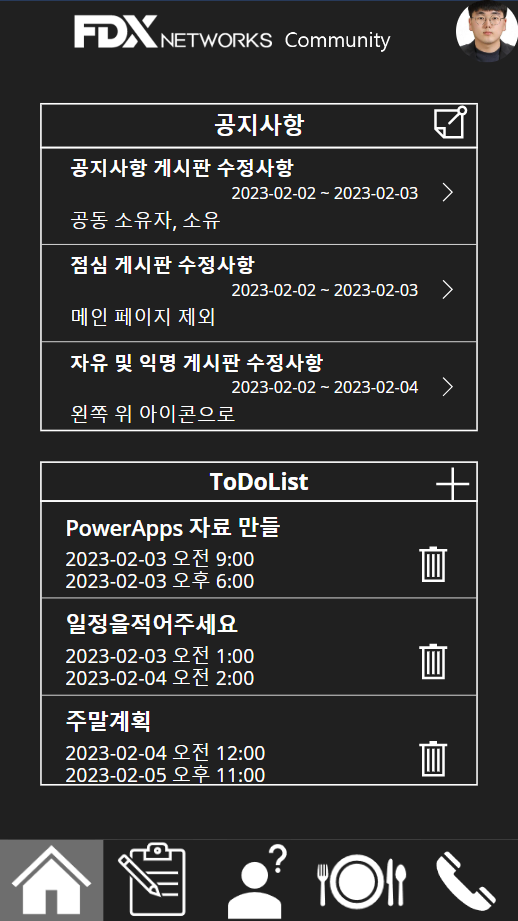 FDX NETWORKS Community
공지사항
공지사항 게시판 수정사항
2023-02-02 ~ 2023-02-03
공동 소유자, 소유
점심 게시판 수정사항
2023-02-02 ~ 2023-02-03
메인 페이지 제외
자유 및 익명 게시판 수정사항
2023-02-02 ~ 2023-02-04
왼쪽 위 아이콘으로
ToDoList
PowerApps 자료 만들
2023-02-03 오전 9:00
2023-02-03 오후 6:00
일정을적어주세요
2023-02-03 오전 1:00
2023-02-04 오전 2:00
주말계획
2023-02-04 오전 12:00
2023-02-05 오후 11:00
?